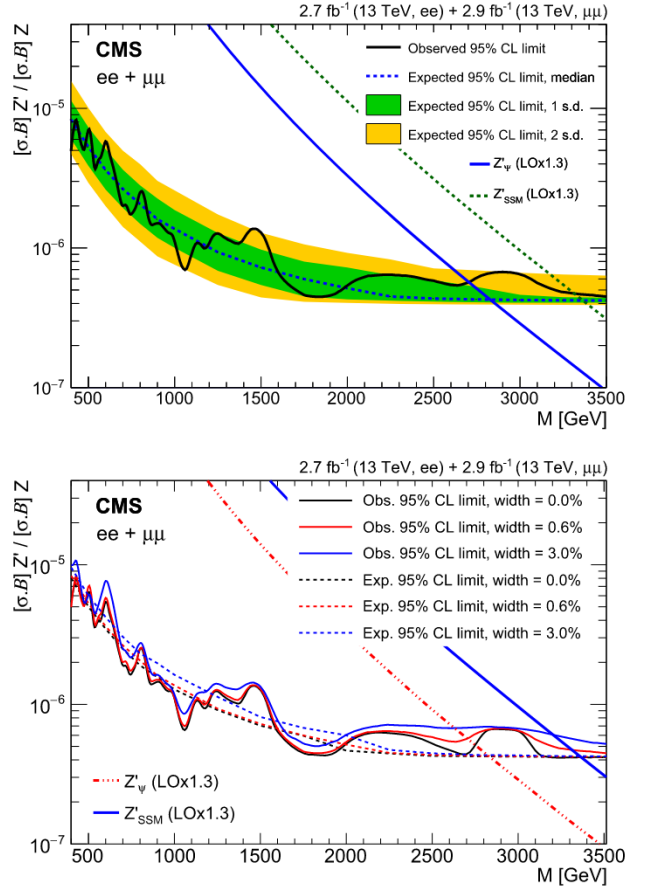 2.7 fb⁻¹ (13 TeV, ee) + 2.9 fb⁻¹ (13 TeV, μμ)
CMS
ee + μμ
Observed 95% CL limit
Expected 95% CL limit, median
Expected 95% CL limit, 1 s.d.
Expected 95% CL limit, 2 s.d.
Z'_Ψ (LOx1.3)
Z'_SSM (LOx1.3)
[σ.B] Z' / [σ.B] Z
10⁻⁵
10⁻⁶
10⁻⁷
500 1000 1500 2000 2500 3000 3500
M [GeV]
2.7 fb⁻¹ (13 TeV, ee) + 2.9 fb⁻¹ (13 TeV, μμ)
CMS
ee + μμ
Obs. 95% CL limit, width = 0.0%
Obs. 95% CL limit, width = 0.6%
Obs. 95% CL limit, width = 3.0%
Exp. 95% CL limit, width = 0.0%
Exp. 95% CL limit, width = 0.6%
Exp. 95% CL limit, width = 3.0%
Z'_Ψ (LOx1.3)
Z'_SSM (LOx1.3)
[σ.B] Z' / [σ.B] Z
10⁻⁵
10⁻⁶
10⁻⁷
500 1000 1500 2000 2500 3000 3500
M [GeV]